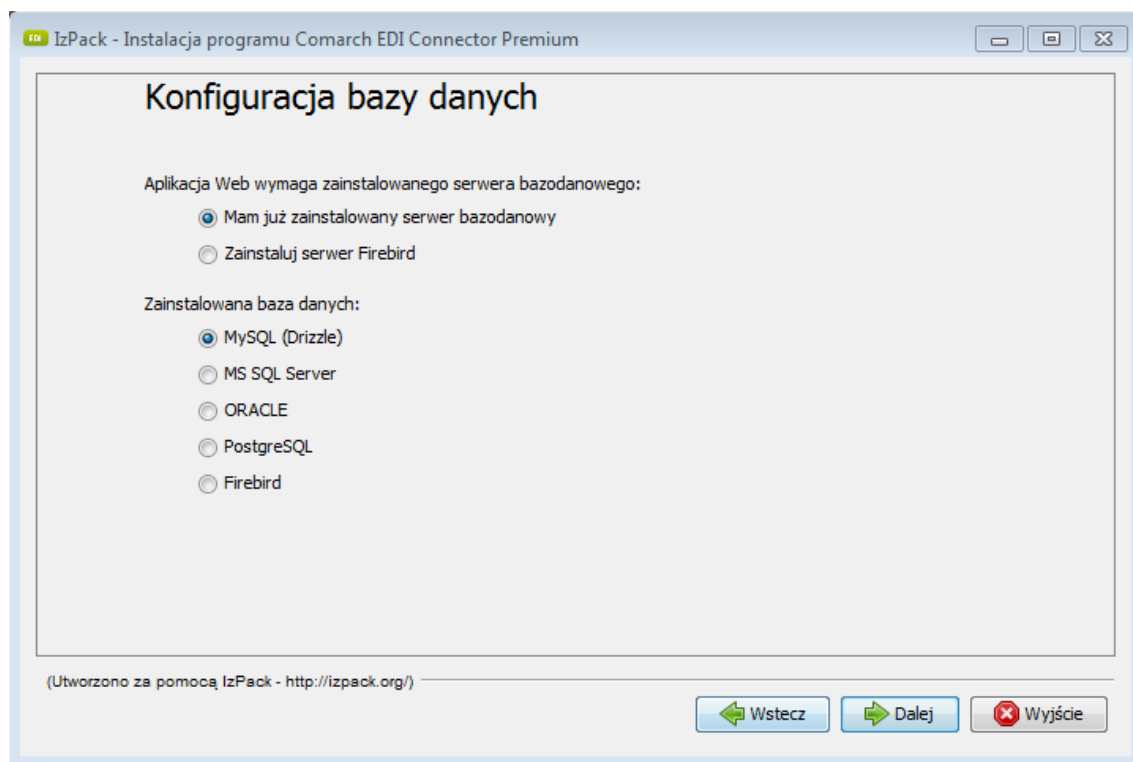 EDI IzPack - Instalacja programu Comarch EDI Connector Premium
Konfiguracja bazy danych
Aplikacja Web wymaga zainstalowanego serwera bazodanowego:
Mam już zainstalowany serwer bazodanowy
Zainstaluj serwer Firebird
Zainstalowana baza danych:
MySQL (Drizzle)
MS SQL Server
ORACLE
PostgreSQL
Firebird
(Utworzono za pomocą IzPack - http://izpack.org/)
Wstecz Dalej Wyjście